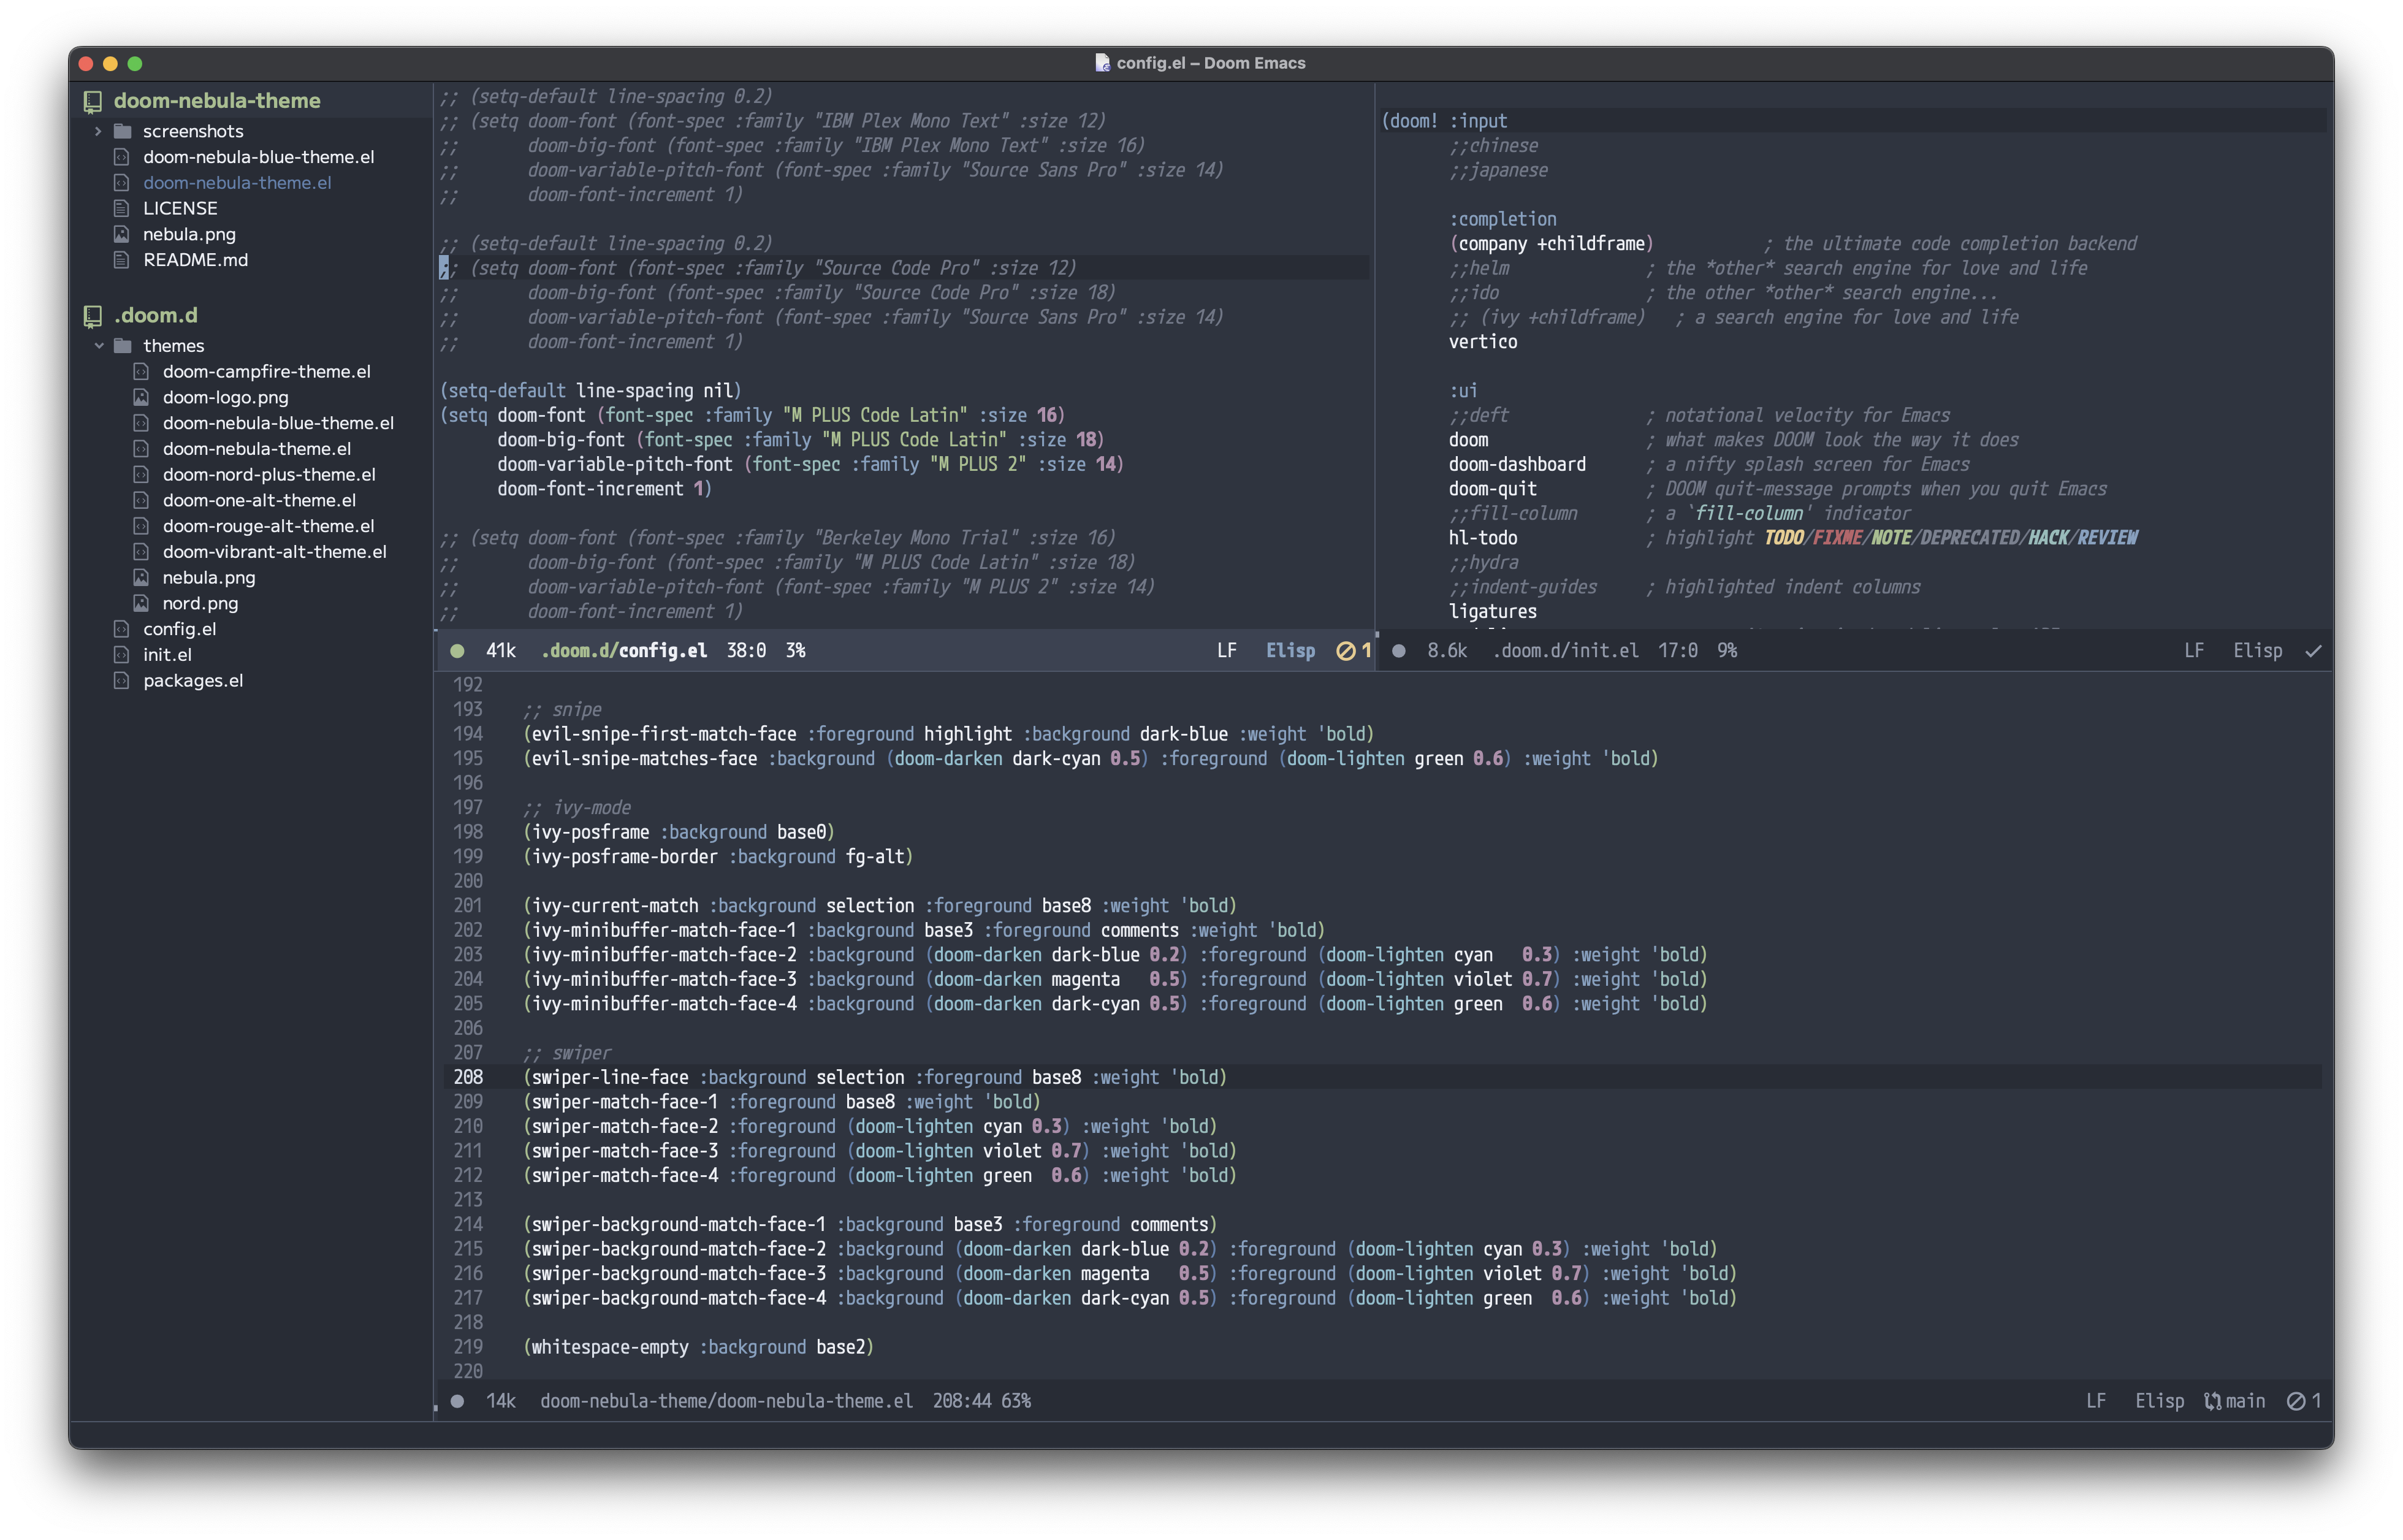 config.el – Doom Emacs
doom-nebula-theme
screenshots
doom-nebula-blue-theme.el
doom-nebula-theme.el
LICENSE
nebula.png
README.md
.doom.d
themes
doom-campfire-theme.el
doom-logo.png
doom-nebula-blue-theme.el
doom-nebula-theme.el
doom-nord-plus-theme.el
doom-one-alt-theme.el
doom-rouge-alt-theme.el
doom-vibrant-alt-theme.el
nebula.png
nord.png
config.el
init.el
packages.el
;; (setq-default line-spacing 0.2)
;; (setq doom-font (font-spec :family "IBM Plex Mono Text" :size 12)
;;       doom-big-font (font-spec :family "IBM Plex Mono Text" :size 16)
;;       doom-variable-pitch-font (font-spec :family "Source Sans Pro" :size 14)
;;       doom-font-increment 1)
;; (setq-default line-spacing 0.2)
;; (setq doom-font (font-spec :family "Source Code Pro" :size 12)
;;       doom-big-font (font-spec :family "Source Code Pro" :size 18)
;;       doom-variable-pitch-font (font-spec :family "Source Sans Pro" :size 14)
;;       doom-font-increment 1)
(setq-default line-spacing nil)
(setq doom-font (font-spec :family "M PLUS Code Latin" :size 16)
      doom-big-font (font-spec :family "M PLUS Code Latin" :size 18)
      doom-variable-pitch-font (font-spec :family "M PLUS 2" :size 14)
      doom-font-increment 1)
;; (setq doom-font (font-spec :family "Berkeley Mono Trial" :size 16)
;;       doom-big-font (font-spec :family "M PLUS Code Latin" :size 18)
;;       doom-variable-pitch-font (font-spec :family "M PLUS 2" :size 14)
;;       doom-font-increment 1)
41k .doom.d/config.el 38:0 3% LF Elisp 1
(doom! :input
       ;;chinese
       ;;japanese
       :completion
       (company +childframe)           ; the ultimate code completion backend
       ;;helm              ; the *other* search engine for love and life
       ;;ido               ; the other *other* search engine...
       ;; (ivy +childframe)   ; a search engine for love and life
       vertico
       :ui
       ;;deft              ; notational velocity for Emacs
       doom                ; what makes DOOM look the way it does
       doom-dashboard      ; a nifty splash screen for Emacs
       doom-quit           ; DOOM quit-message prompts when you quit Emacs
       ;;fill-column       ; a `fill-column' indicator
       hl-todo             ; highlight TODO/FIXME/NOTE/DEPRECATED/HACK/REVIEW
       ;;hydra
       ;;indent-guides     ; highlighted indent columns
       ligatures
8.6k .doom.d/init.el 17:0 9% LF Elisp
192
193 ;; snipe
194 (evil-snipe-first-match-face :foreground highlight :background dark-blue :weight 'bold)
195 (evil-snipe-matches-face :background (doom-darken dark-cyan 0.5) :foreground (doom-lighten green 0.6) :weight 'bold)
196
197 ;; ivy-mode
198 (ivy-posframe :background base0)
199 (ivy-posframe-border :background fg-alt)
200
201 (ivy-current-match :background selection :foreground base8 :weight 'bold)
202 (ivy-minibuffer-match-face-1 :background base3 :foreground comments :weight 'bold)
203 (ivy-minibuffer-match-face-2 :background (doom-darken dark-blue 0.2) :foreground (doom-lighten cyan   0.3) :weight 'bold)
204 (ivy-minibuffer-match-face-3 :background (doom-darken magenta   0.5) :foreground (doom-lighten violet 0.7) :weight 'bold)
205 (ivy-minibuffer-match-face-4 :background (doom-darken dark-cyan 0.5) :foreground (doom-lighten green  0.6) :weight 'bold)
206
207 ;; swiper
208 (swiper-line-face :background selection :foreground base8 :weight 'bold)
209 (swiper-match-face-1 :foreground base8 :weight 'bold)
210 (swiper-match-face-2 :foreground (doom-lighten cyan 0.3) :weight 'bold)
211 (swiper-match-face-3 :foreground (doom-lighten violet 0.7) :weight 'bold)
212 (swiper-match-face-4 :foreground (doom-lighten green  0.6) :weight 'bold)
213
214 (swiper-background-match-face-1 :background base3 :foreground comments)
215 (swiper-background-match-face-2 :background (doom-darken dark-blue 0.2) :foreground (doom-lighten cyan 0.3) :weight 'bold)
216 (swiper-background-match-face-3 :background (doom-darken magenta   0.5) :foreground (doom-lighten violet 0.7) :weight 'bold)
217 (swiper-background-match-face-4 :background (doom-darken dark-cyan 0.5) :foreground (doom-lighten green  0.6) :weight 'bold)
218
219 (whitespace-empty :background base2)
220
14k doom-nebula-theme/doom-nebula-theme.el 208:44 63% LF Elisp main 1